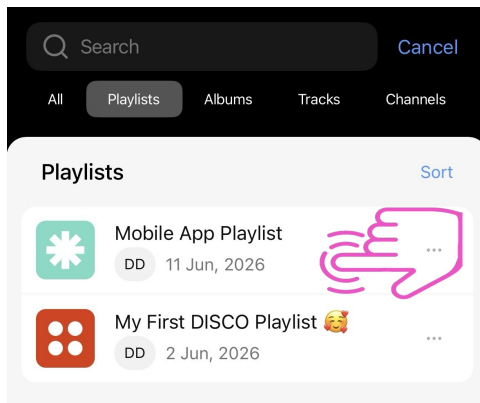 Search
Cancel
All
Playlists
Albums
Tracks
Channels
Playlists
Sort
Mobile App Playlist
DD 11 Jun, 2026
My First DISCO Playlist 🥰
DD 2 Jun, 2026